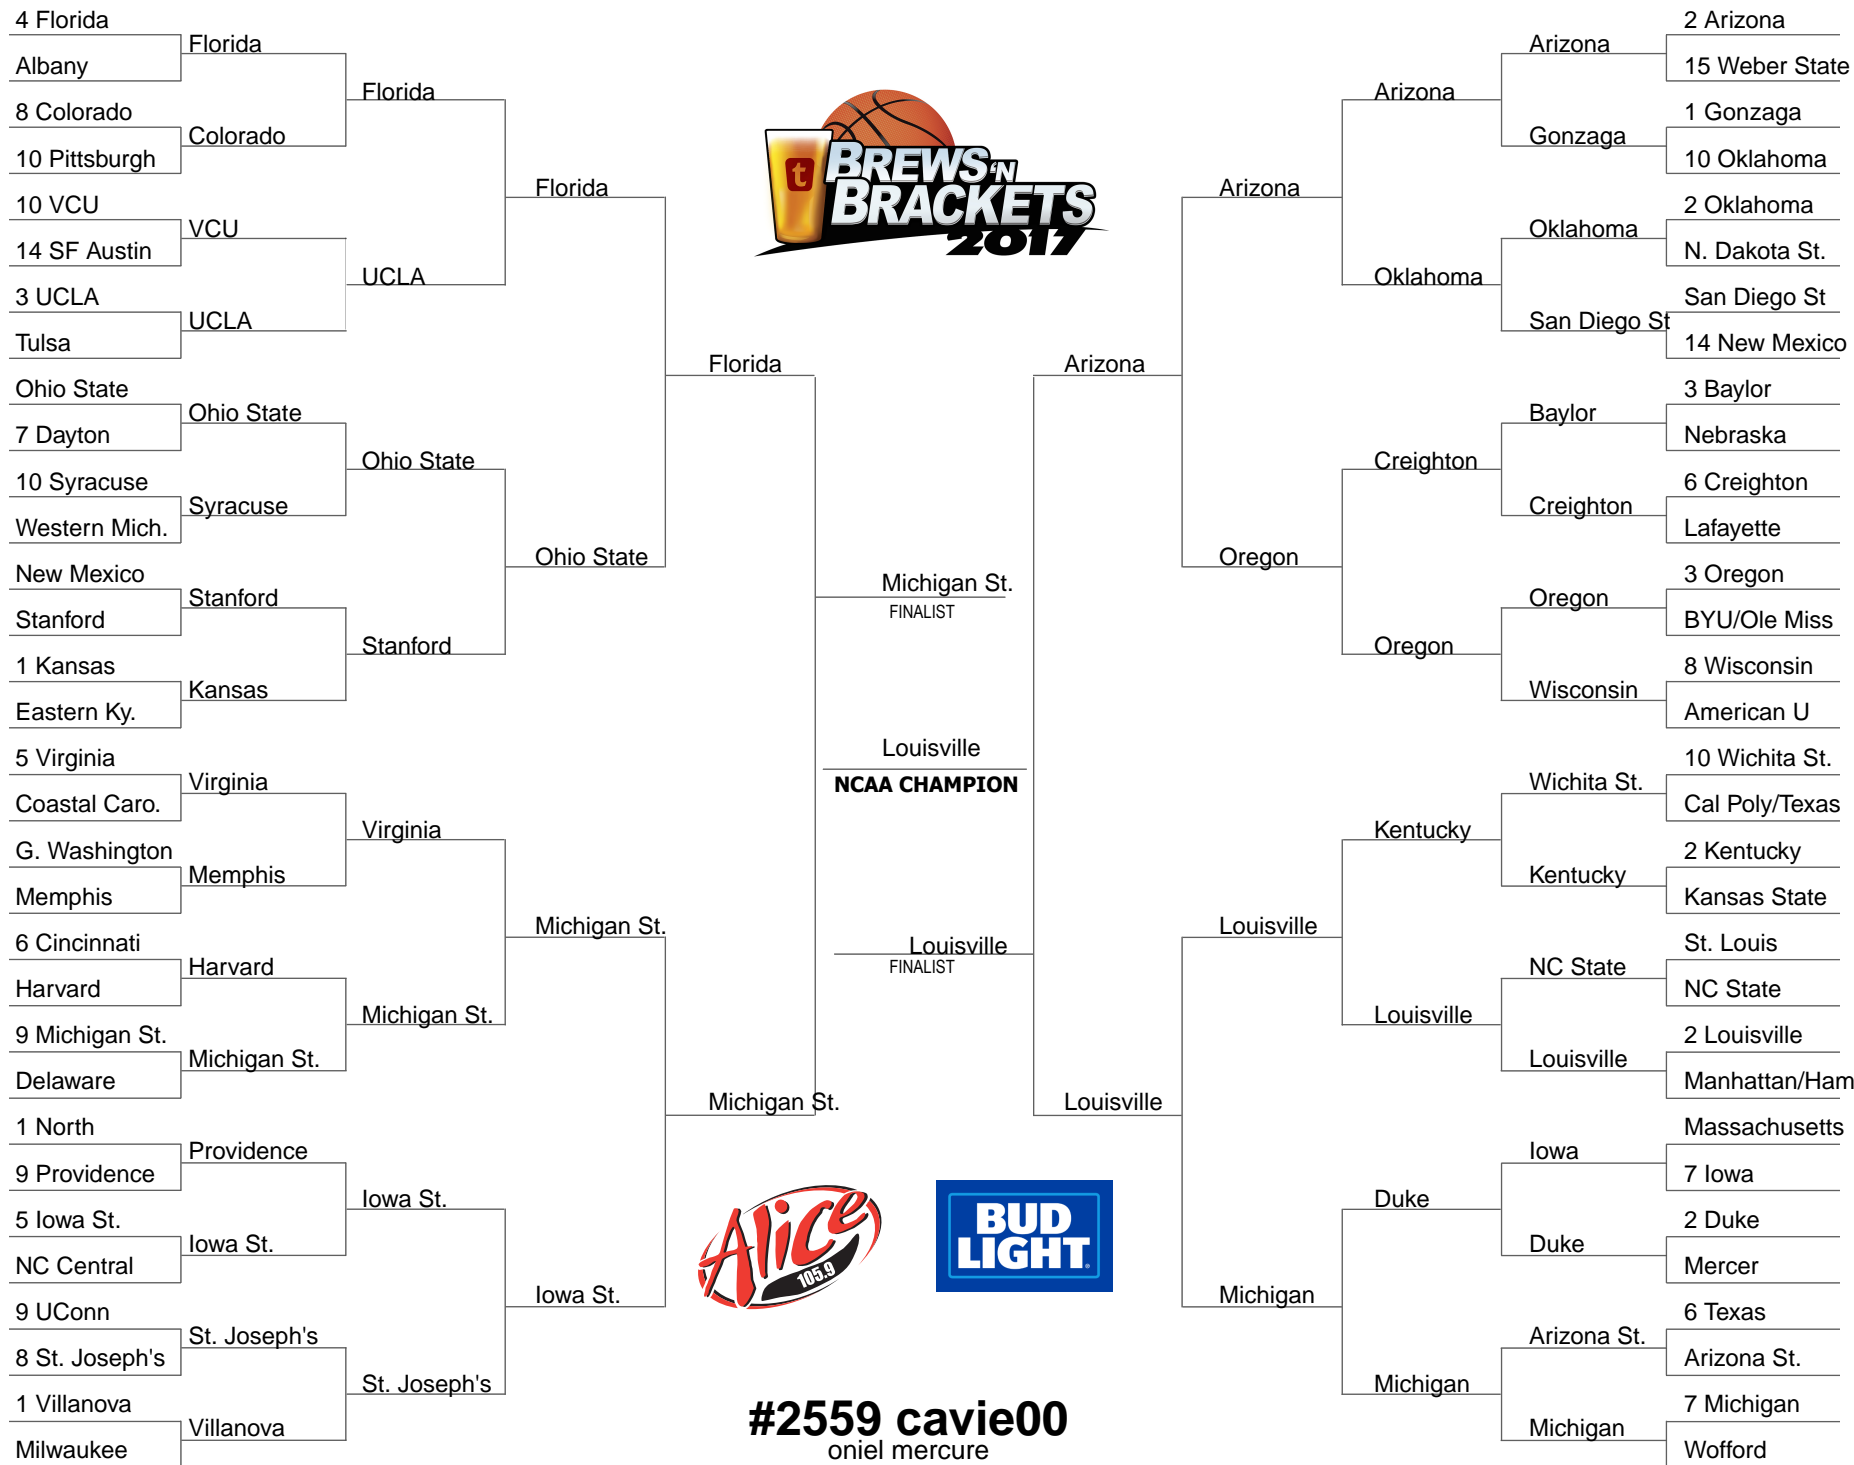 4 Florida
Albany
8 Colorado
10 Pittsburgh
10 VCU
14 SF Austin
3 UCLA
Tulsa
Ohio State
7 Dayton
10 Syracuse
Western Mich.
New Mexico
Stanford
1 Kansas
Eastern Ky.
5 Virginia
Coastal Caro.
G. Washington
Memphis
6 Cincinnati
Harvard
9 Michigan St.
Delaware
1 North
9 Providence
5 Iowa St.
NC Central
9 UConn
8 St. Joseph's
1 Villanova
Milwaukee
Florida
Colorado
VCU
UCLA
Ohio State
Syracuse
Stanford
Kansas
Virginia
Memphis
Harvard
Michigan St.
Providence
Iowa St.
St. Joseph's
Villanova
Florida
UCLA
Ohio State
Stanford
Virginia
Michigan St.
Iowa St.
St. Joseph's
Florida
Ohio State
Michigan St.
Iowa St.
Florida
Michigan St.
t
BREWS 'N
BRACKETS
2017
Michigan St.
FINALIST
Louisville
NCAA CHAMPION
Louisville
FINALIST
Alice
105.9
BUD
LIGHT
#2559 cavie00
oniel mercure
Arizona
Louisville
Arizona
Oregon
Louisville
Michigan
Arizona
Oklahoma
Creighton
Oregon
Kentucky
Louisville
Duke
Michigan
Arizona
Gonzaga
Oklahoma
San Diego St
Baylor
Creighton
Oregon
Wisconsin
Wichita St.
Kentucky
NC State
Louisville
Iowa
Duke
Arizona St.
Michigan
2 Arizona
15 Weber State
1 Gonzaga
10 Oklahoma
2 Oklahoma
N. Dakota St.
San Diego St
14 New Mexico
3 Baylor
Nebraska
6 Creighton
Lafayette
3 Oregon
BYU/Ole Miss
8 Wisconsin
American U
10 Wichita St.
Cal Poly/Texas
2 Kentucky
Kansas State
St. Louis
NC State
2 Louisville
Manhattan/Ham
Massachusetts
7 Iowa
2 Duke
Mercer
6 Texas
Arizona St.
7 Michigan
Wofford